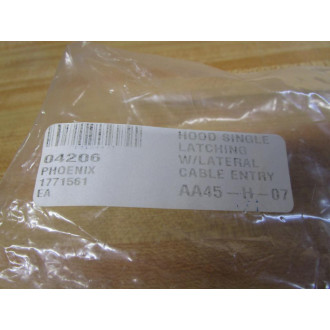 04206
PHOENIX
1771561
EA
HOOD SINGLE
LATCHING
W/LATERAL
CABLE ENTRY
AA45-H-07